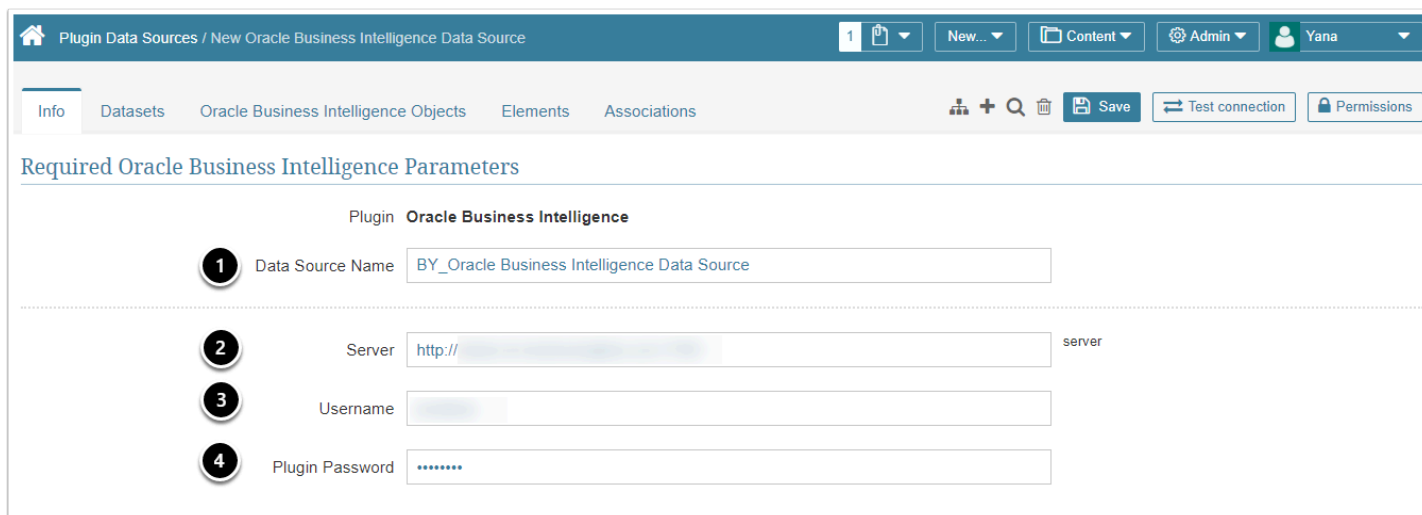 Plugin Data Sources / New Oracle Business Intelligence Data Source 1 New... Content Admin Yana
Info Datasets Oracle Business Intelligence Objects Elements Associations Save Test connection Permissions
Required Oracle Business Intelligence Parameters
Plugin Oracle Business Intelligence
1 Data Source Name BY_Oracle Business Intelligence Data Source
2 Server http:// server
3 Username
4 Plugin Password ••••••••